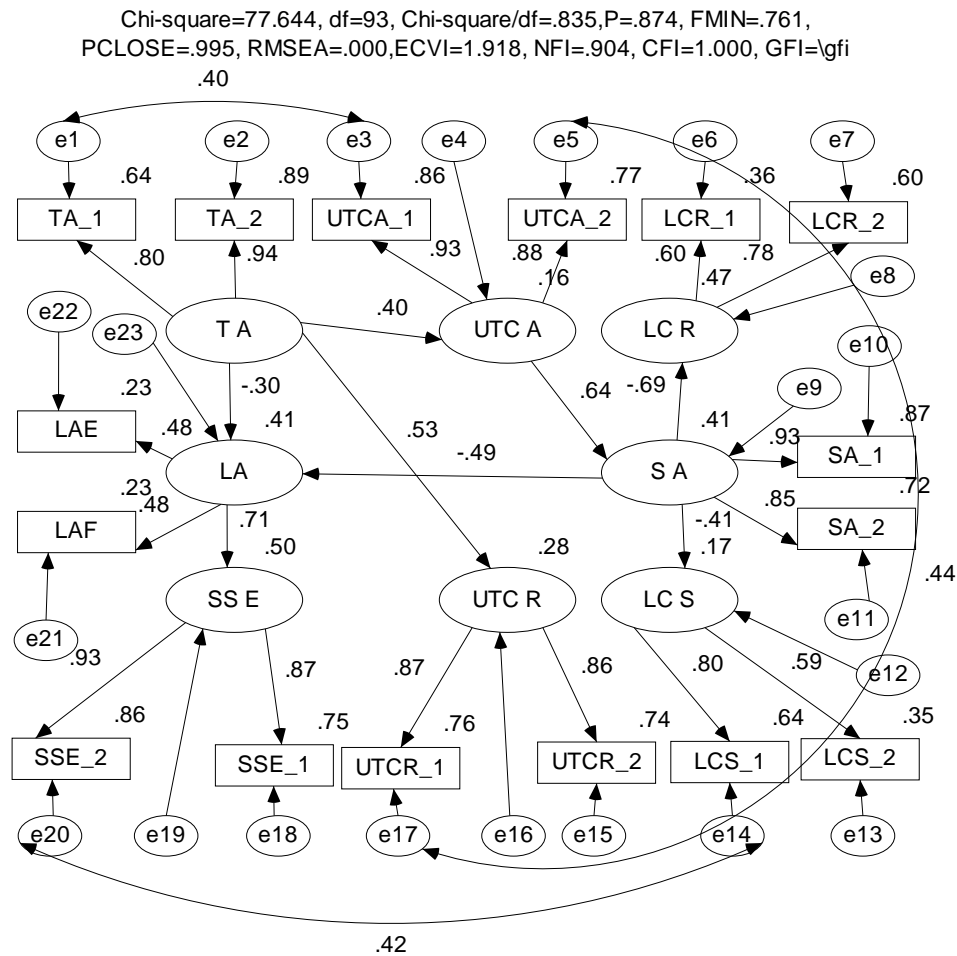 Chi-square=77.644, df=93, Chi-square/df=.835,P=.874, FMIN=.761,
PCLOSE=.995, RMSEA=.000,ECVI=1.918, NFI=.904, CFI=1.000, GFI=\gfi
.40
e1 e2 e3 e4 e5 e6 e7
.64 .89 .86 .77 .36 .60
TA_1 TA_2 UTCA_1 UTCA_2 LCR_1 LCR_2
.80 .94 .93 .88 .60 .78
.16 .47
e22 e23 T A .40 UTC A LC R e8
e10
.23 -.30 .64 -.69 e9
LAE .48 .41 .53 .41 .93 .87
-.49 SA_1
LA S A
.23 .48 .85 .72
LAF .71 -.41 SA_2
.50 .28 .17
.44
SS E UTC R LC S
e21 e11
.93 .87 .87 .86 .80 .59 e12
.86 .75 .76 .74 .64 .35
SSE_2 SSE_1 UTCR_1 UTCR_2 LCS_1 LCS_2
e20 e19 e18 e17 e16 e15 e14 e13
.42